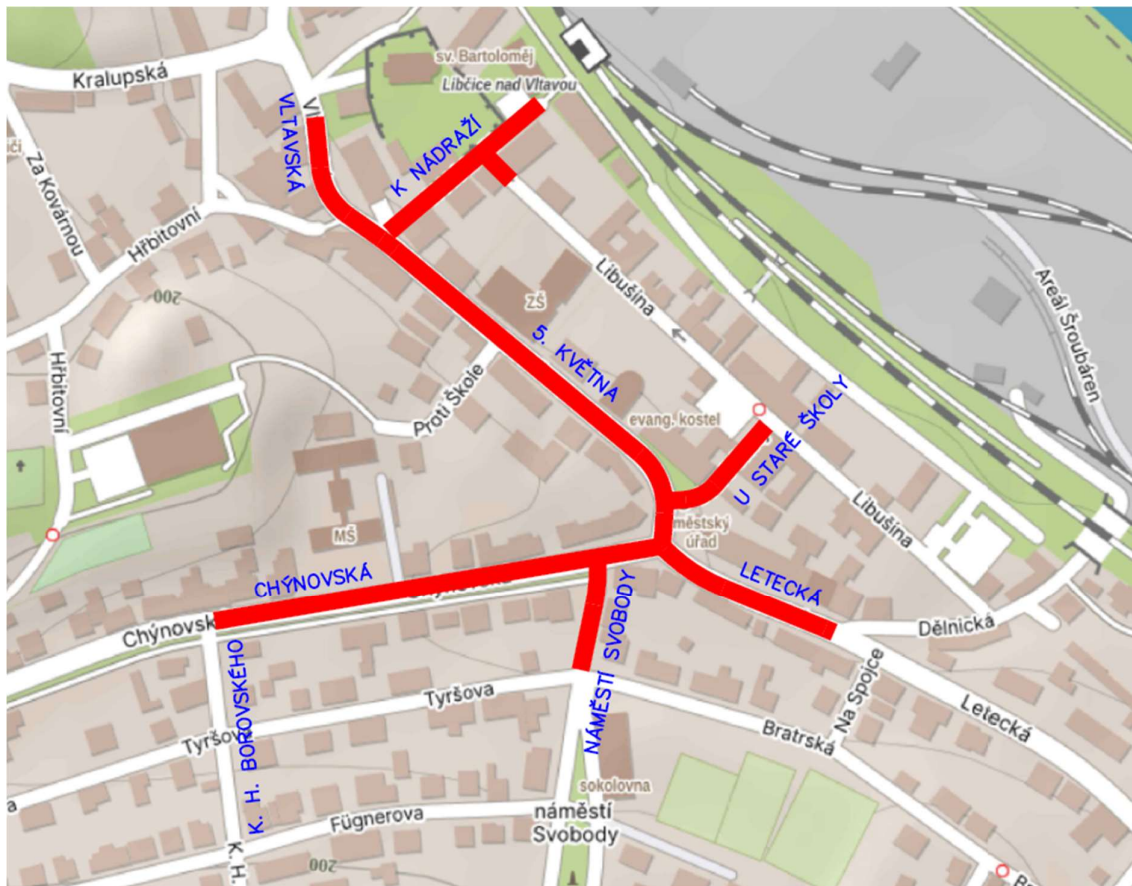 sv. Bartoloměj
Libčice nad Vltavou
Kralupská
VLTAVSKÁ
K NÁDRAŽÍ
Za Kovárnou
Hřbitovní
200
Libušina
ZŠ
Areál Šroubáren
5. KVĚTNA
Hřbitovní
Proti Škole
evang. kostel
U STARÉ ŠKOLY
Libušina
MŠ
městský
úřad
CHÝNOVSKÁ
LETECKÁ
Chýnovsk
Dělnická
NÁMĚSTÍ SVOBODY
K. H. BOROVSKÉHO
Tyršova
Na Spojce
Letecká
Tyršova
Bratrská
sokolovna
Fügnerova
náměstí
Svobody
K. H.
200